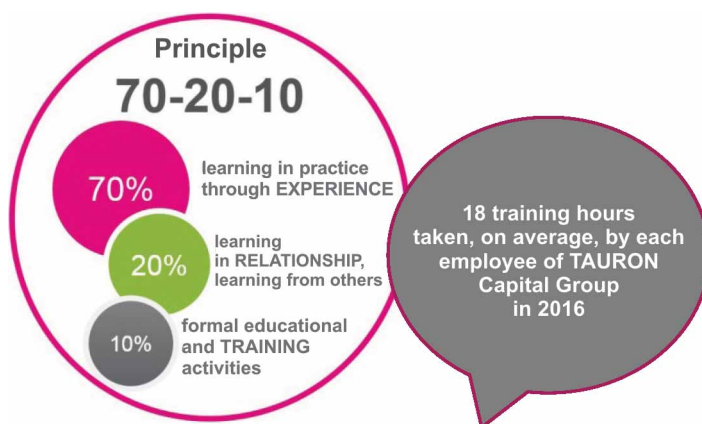 Principle
70-20-10
70%
learning in practice
through EXPERIENCE
20%
learning
in RELATIONSHIP,
learning from others
10%
formal educational
and TRAINING
activities
18 training hours
taken, on average, by each
employee of TAURON
Capital Group
in 2016